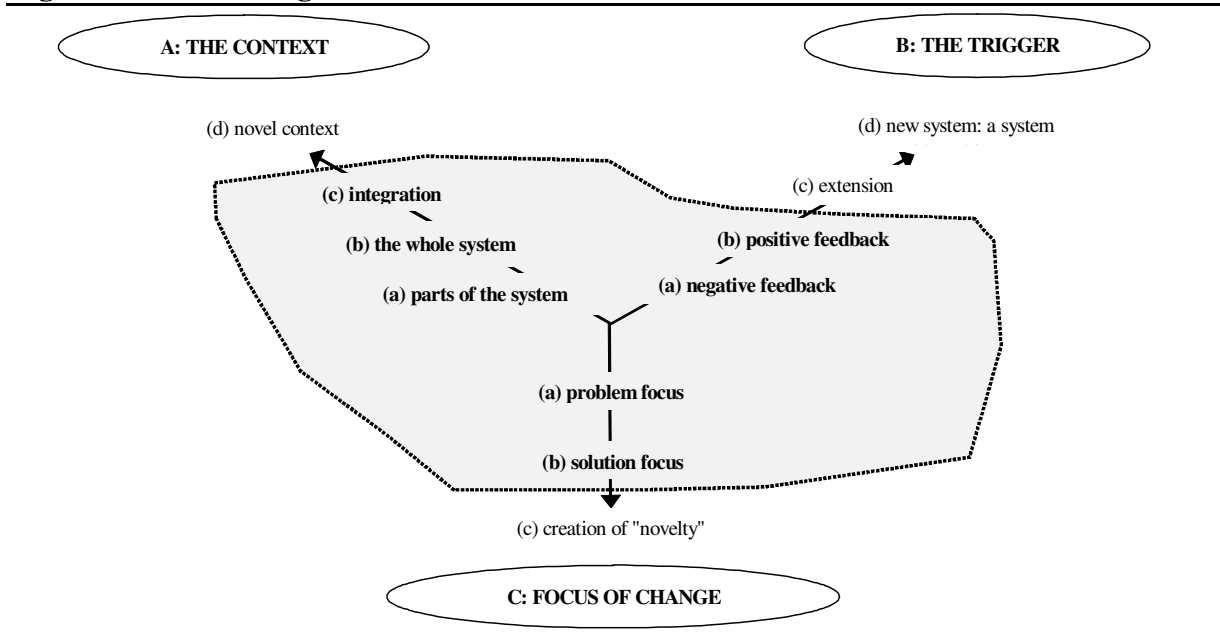 A: THE CONTEXT
B: THE TRIGGER
(d) novel context
(d) new system: a system
(c) integration
(c) extension
(b) the whole system
(b) positive feedback
(a) parts of the system
(a) negative feedback
(a) problem focus
(b) solution focus
(c) creation of "novelty"
C: FOCUS OF CHANGE